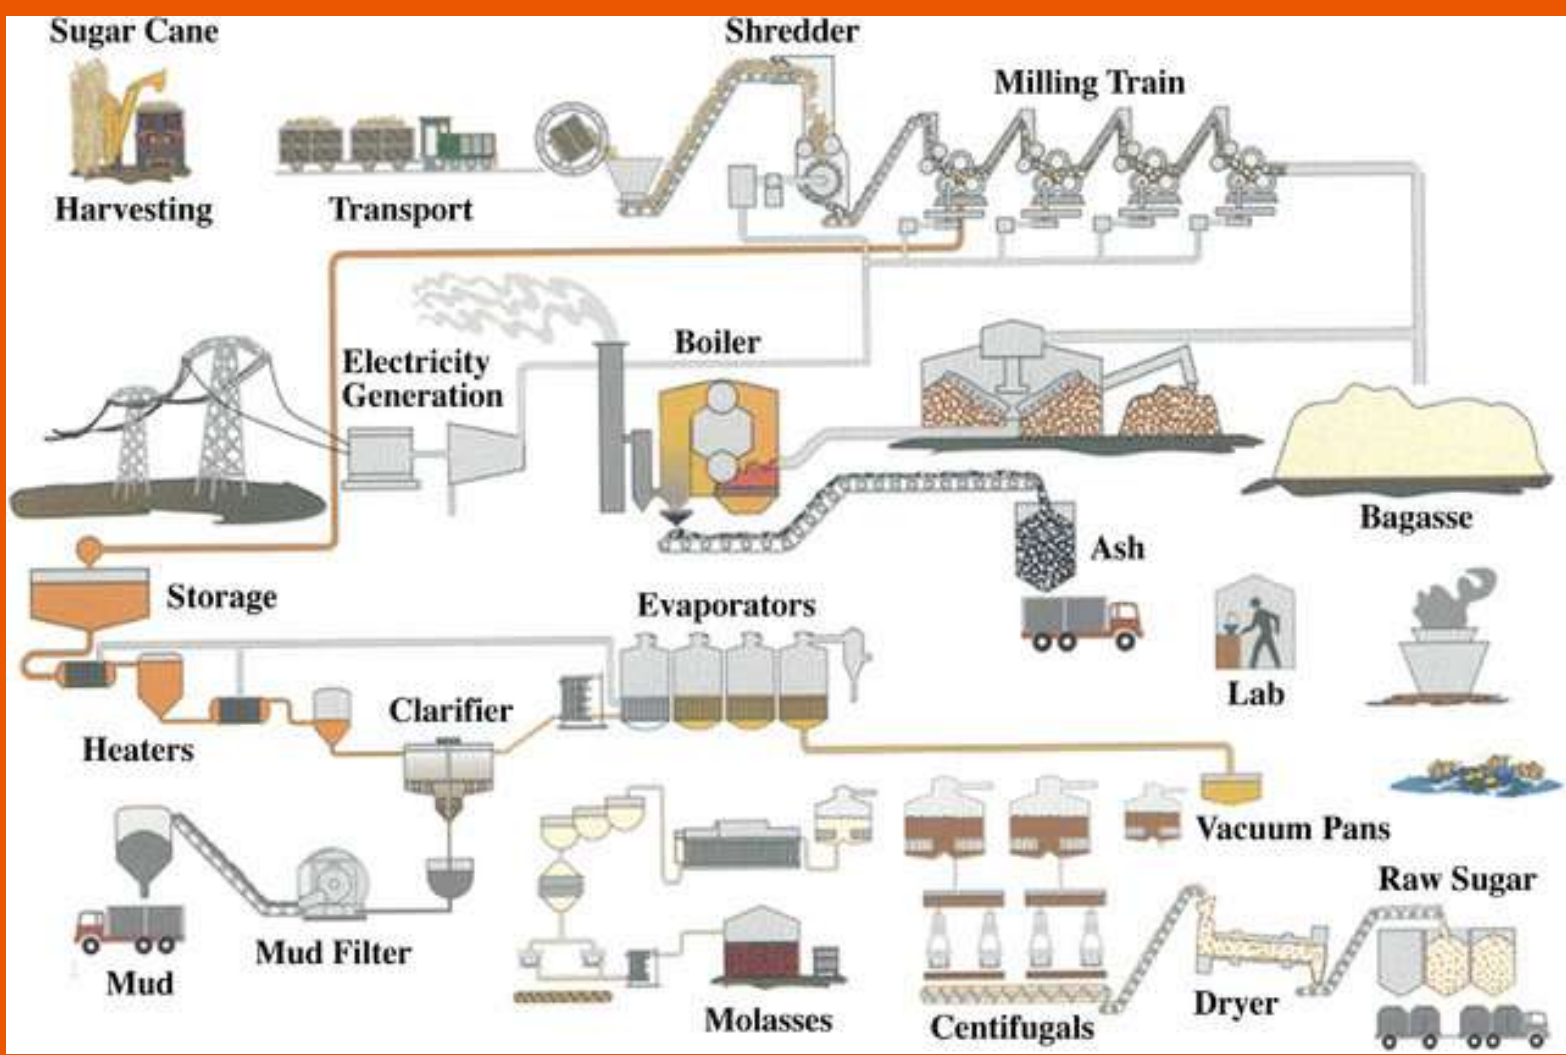 Sugar Cane
Shredder
Milling Train
Harvesting
Transport
Electricity
Generation
Boiler
Bagasse
Ash
Storage
Evaporators
Lab
Heaters
Clarifier
Vacuum Pans
Raw Sugar
Mud Filter
Mud
Molasses
Centifugals
Dryer